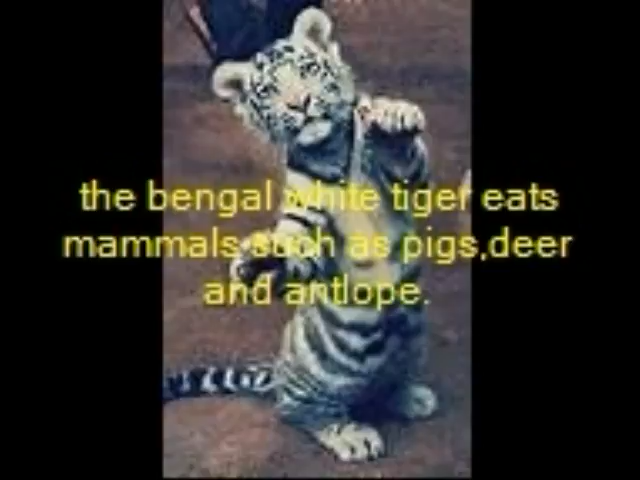 the bengal white tiger eats
mammals such as pigs,deer
and antlope.